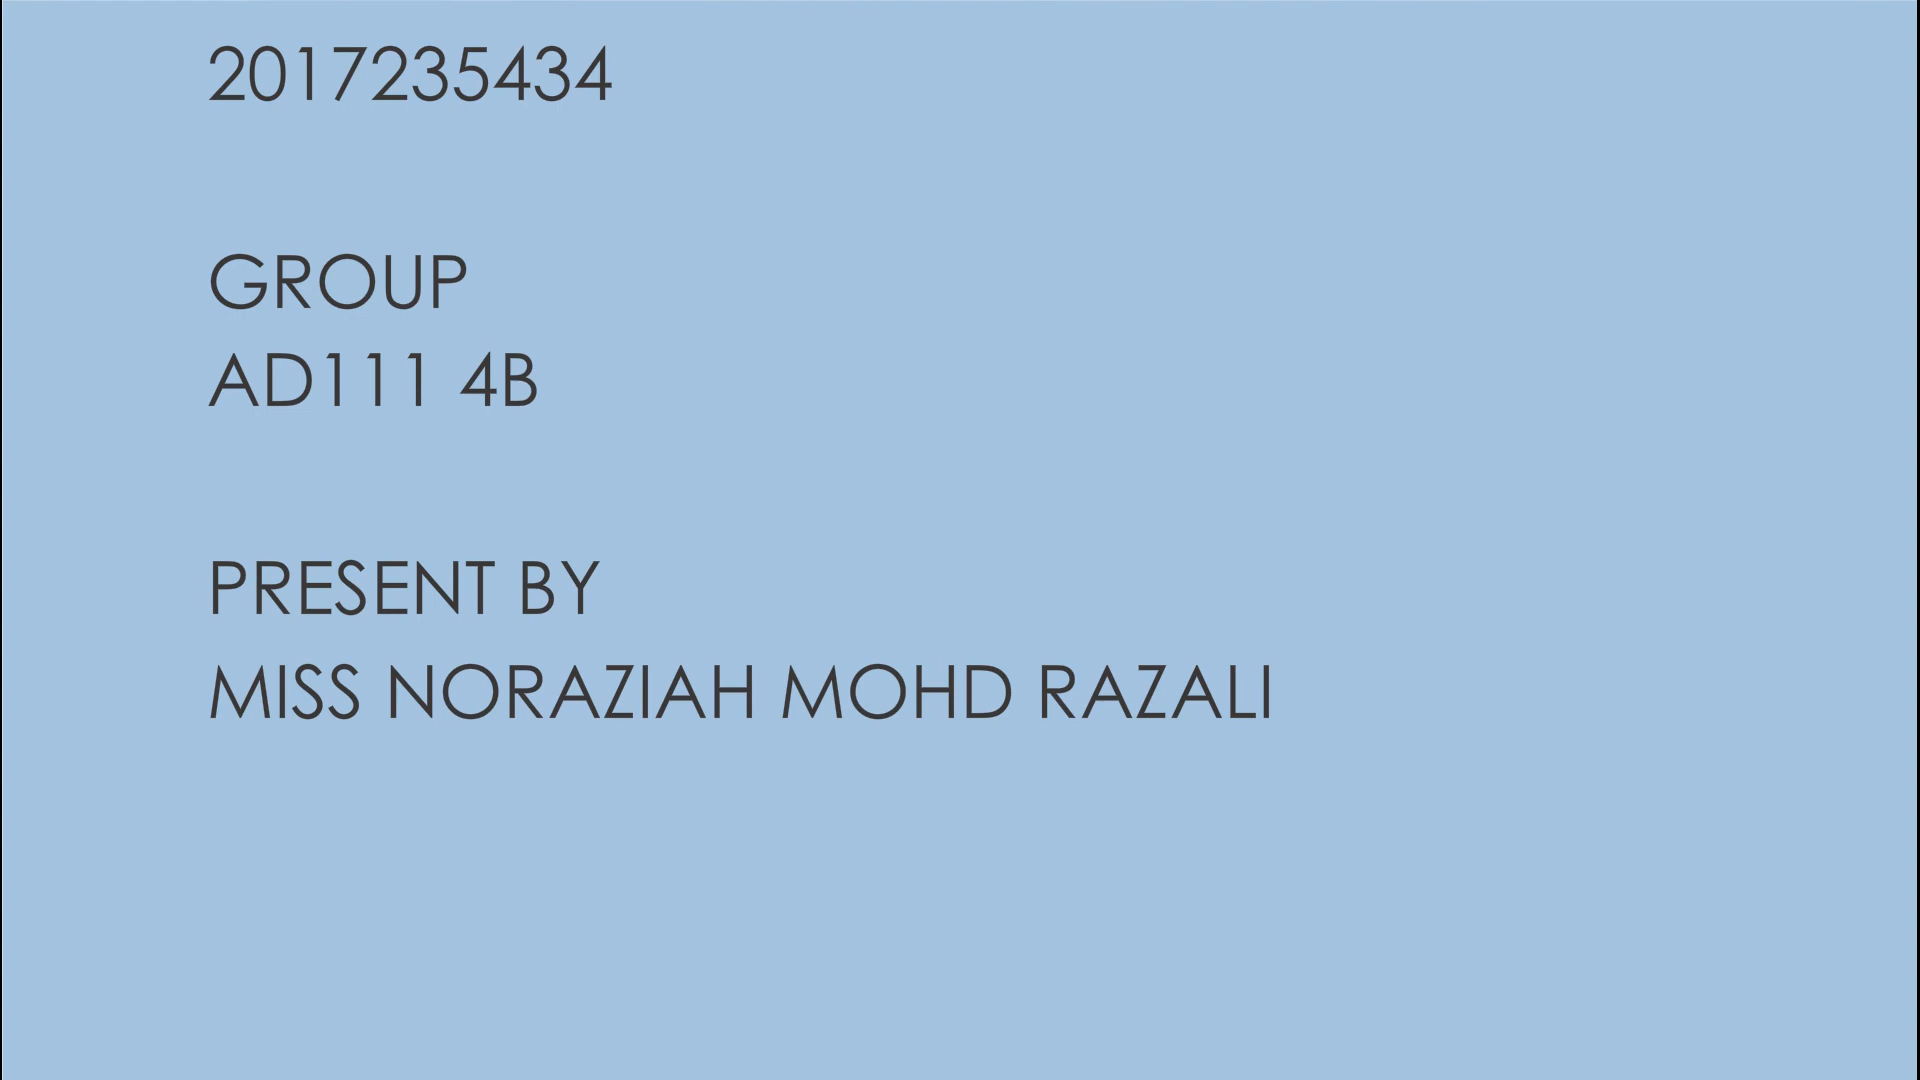 2017235434
GROUP
AD111 4B
PRESENT BY
MISS NORAZIAH MOHD RAZALI